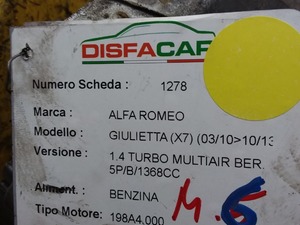 DISFACAR
Numero Scheda : 1278
Marca : ALFA ROMEO
Modello : GIULIETTA (X7) (03/10>10/13
Versione : 1.4 TURBO MULTIAIR BER.
5P/B/1368CC
Aliment. : BENZINA
Tipo Motore: 198A4.000
M.6